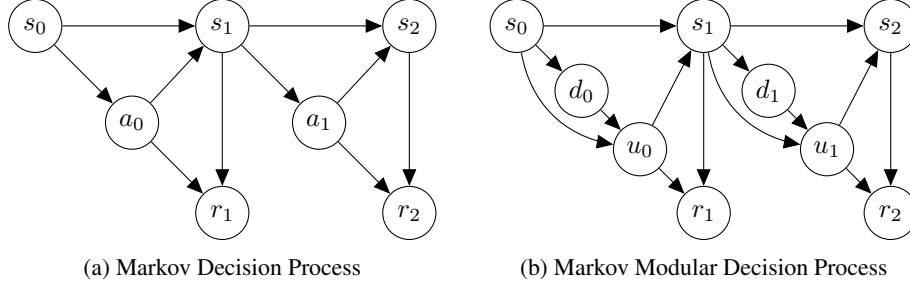 s₀ s₁ s₂ s₀ s₁ s₂
d₀ d₁
a₀ a₁ u₀ u₁
r₁ r₂ r₁ r₂
(a) Markov Decision Process (b) Markov Modular Decision Process